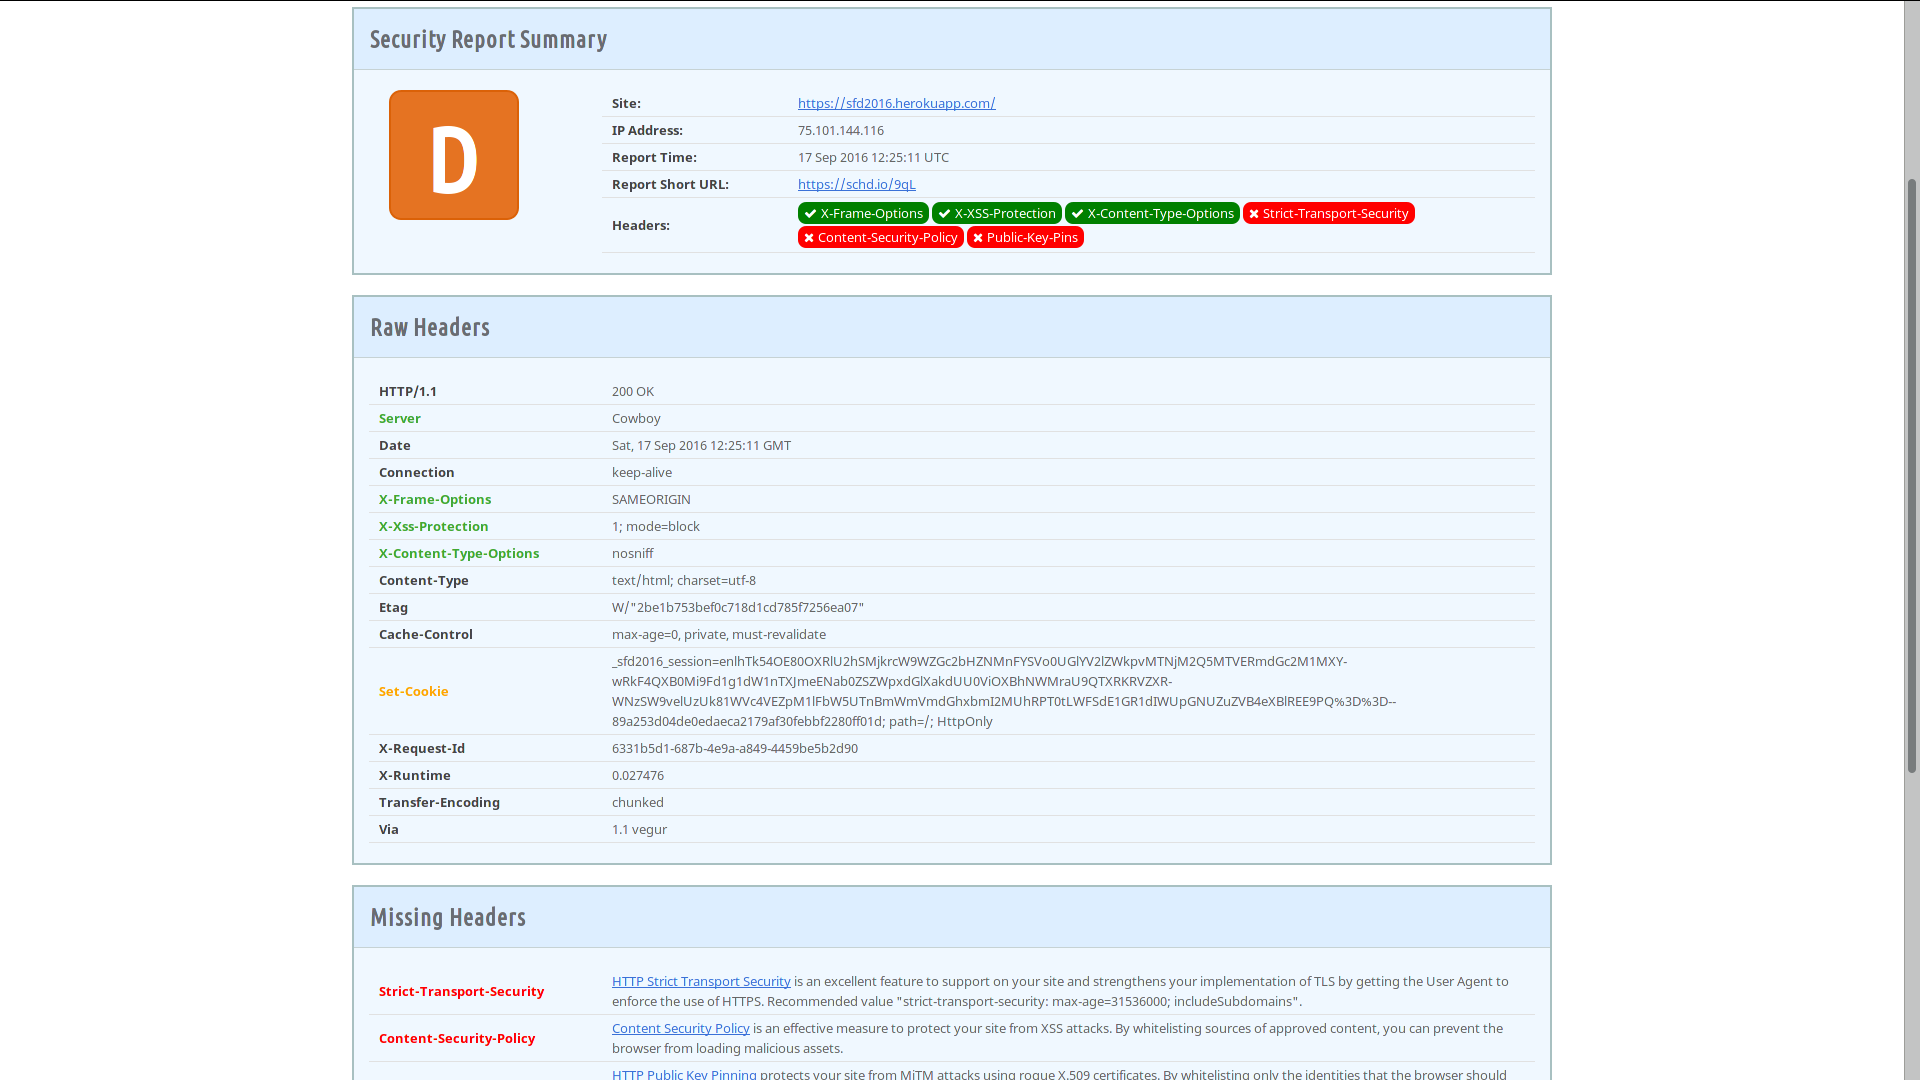 Security Report Summary
D
Site: https://sfd2016.herokuapp.com/
IP Address: 75.101.144.116
Report Time: 17 Sep 2016 12:25:11 UTC
Report Short URL: https://schd.io/9qL
Headers: X-Frame-Options X-XSS-Protection X-Content-Type-Options Strict-Transport-Security
Content-Security-Policy Public-Key-Pins
Raw Headers
HTTP/1.1 200 OK
Server Cowboy
Date Sat, 17 Sep 2016 12:25:11 GMT
Connection keep-alive
X-Frame-Options SAMEORIGIN
X-Xss-Protection 1; mode=block
X-Content-Type-Options nosniff
Content-Type text/html; charset=utf-8
Etag W/"2be1b753bef0c718d1cd785f7256ea07"
Cache-Control max-age=0, private, must-revalidate
Set-Cookie _sfd2016_session=enlhTk54OE80OXRlU2hSMjkrcW9WZGc2bHZNMnFYSVo0UGlYV2lZWkpvMTNjM2Q5MTVERmdGc2M1MXY-
wRkF4QXB0Mi9Fd1g1dW1nTXJmeENab0ZSZWpxdGlXakdUU0ViOXBhNWMraU9QTXRKRVZXR-
WNzSW9velUzUk81WVc4VEZpM1lFbW5UTnBmWmVmdGhxbmI2MUhRPT0tLWFSdE1GR1dIWUpGNUZuZVB4eXBlREE9PQ%3D%3D--
89a253d04de0edaeca2179af30febbf2280ff01d; path=/; HttpOnly
X-Request-Id 6331b5d1-687b-4e9a-a849-4459be5b2d90
X-Runtime 0.027476
Transfer-Encoding chunked
Via 1.1 vegur
Missing Headers
Strict-Transport-Security HTTP Strict Transport Security is an excellent feature to support on your site and strengthens your implementation of TLS by getting the User Agent to
enforce the use of HTTPS. Recommended value "strict-transport-security: max-age=31536000; includeSubdomains".
Content-Security-Policy Content Security Policy is an effective measure to protect your site from XSS attacks. By whitelisting sources of approved content, you can prevent the
browser from loading malicious assets.
HTTP Public Key Pinning protects your site from MiTM attacks using rogue X.509 certificates. By whitelisting only the identities that the browser should